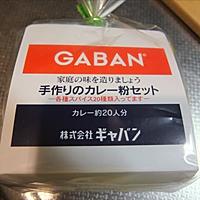 GABAN®
家庭の味を造りましょう
手作りのカレー粉セット
―各種スパイス20種類入ってます―
カレー約20人分
株式会社 ギャバン